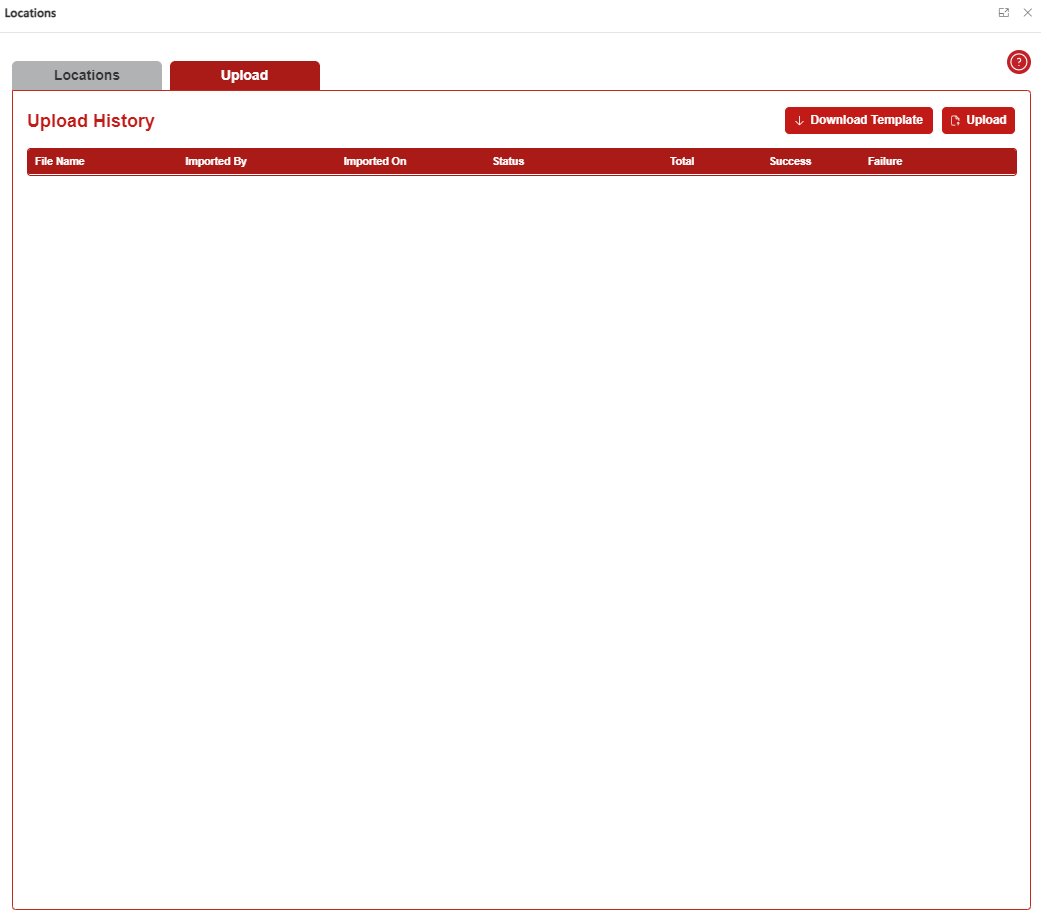 Locations
Locations
Upload
?
Upload History
Download Template
Upload
File Name Imported By Imported On Status Total Success Failure